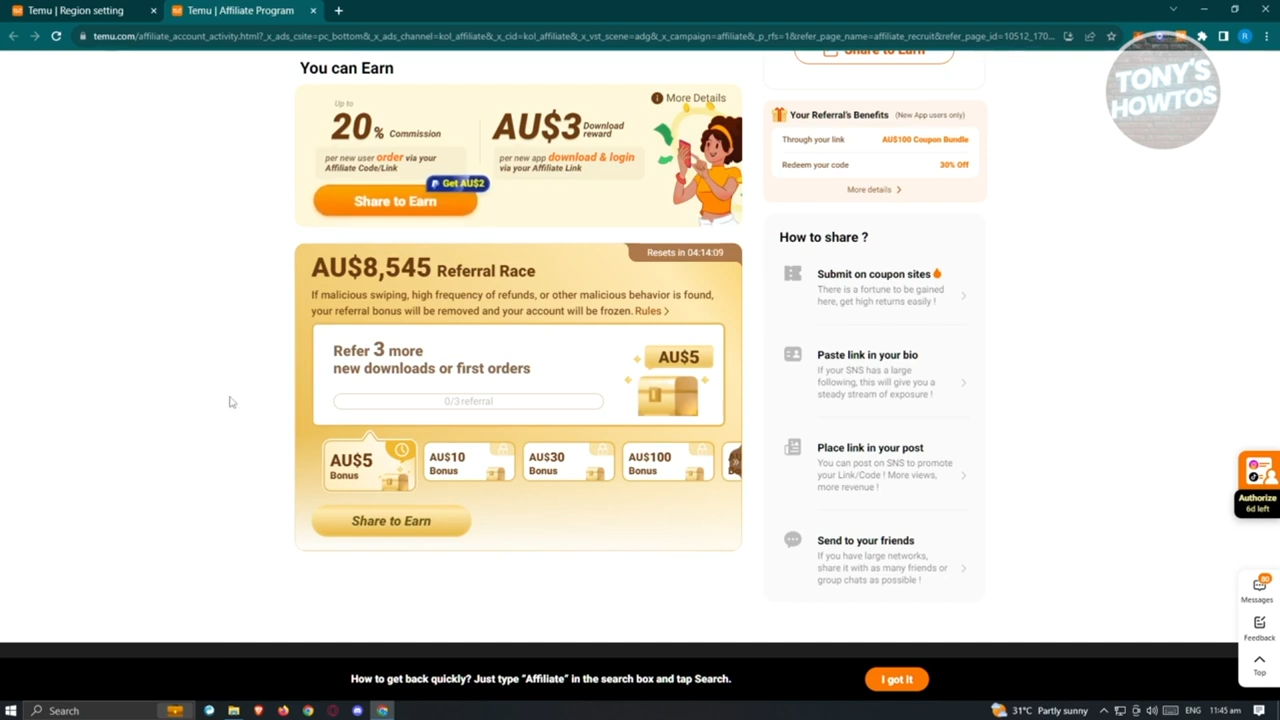 Temu | Region setting
Temu | Affiliate Program
temu.com/affiliate_account_activity.html?_x_ads_csite=pc_bottom&_x_ads_channel=kol_affiliate&_x_cid=kol_affiliate&_x_vst_scene=adg&_x_campaign=affiliate&_p_rfs=1&refer_page_name=affiliate_recruit&refer_page_id=10512_170...
R
TONY'S
HOWTOS
You can Earn
More Details
Up to
20% Commission
per new user order via your
Affiliate Code/Link
AU$3 Download
reward
per new app download & login
via your Affiliate Link
Get AU$2
Share to Earn
Resets in 04:14:09
AU$8,545 Referral Race
If malicious swiping, high frequency of refunds, or other malicious behavior is found,
your referral bonus will be removed and your account will be frozen. Rules >
Refer 3 more
new downloads or first orders
0/3 referral
AU$5
AU$5
Bonus
AU$10
Bonus
AU$30
Bonus
AU$100
Bonus
Share to Earn
Share to Earn
Your Referral's Benefits (New App users only)
Through your link AU$100 Coupon Bundle
Redeem your code 30% Off
More details >
How to share ?
Submit on coupon sites
There is a fortune to be gained
here, get high returns easily !
Paste link in your bio
If your SNS has a large
following, this will give you a
steady stream of exposure !
Place link in your post
You can post on SNS to promote
your Link/Code ! More views,
more revenue !
Send to your friends
If you have large networks,
share it with as many friends or
group chats as possible !
Authorize
6d left
80
Messages
Feedback
Top
How to get back quickly? Just type “Affiliate” in the search box and tap Search.
I got it
Search
31°C Partly sunny
ENG
11:45 am